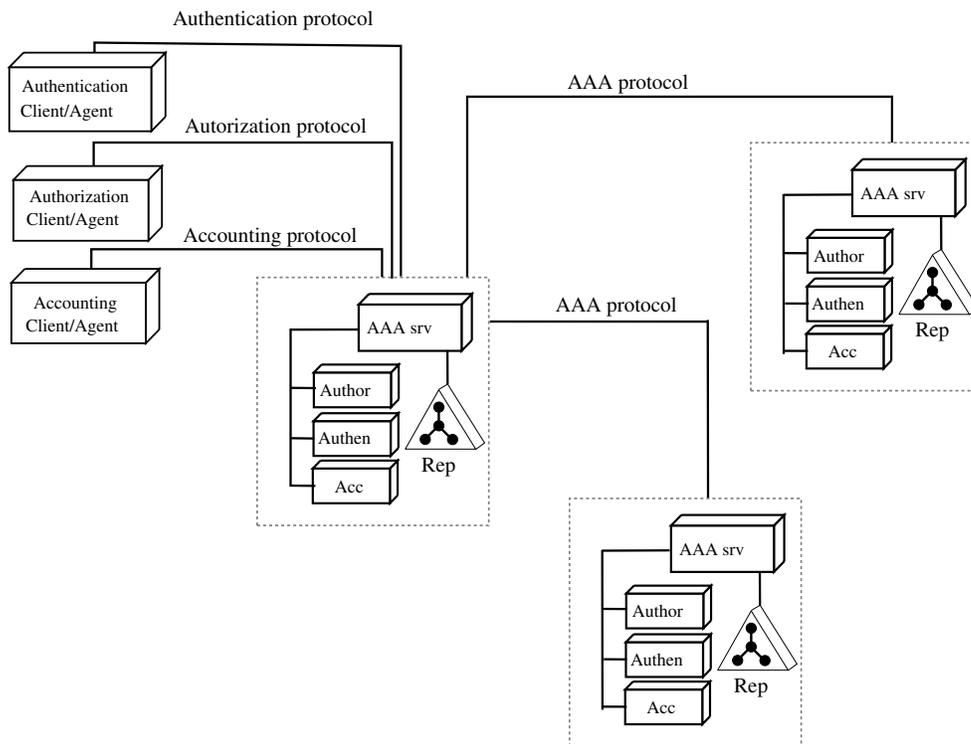 Authentication protocol
Authentication
Client/Agent
AAA protocol
Autorization protocol
Authorization
Client/Agent
Accounting protocol
Accounting
Client/Agent
AAA srv
Author
Authen
Acc
Rep
AAA protocol
AAA srv
Author
Authen
Acc
Rep
AAA srv
Author
Authen
Acc
Rep